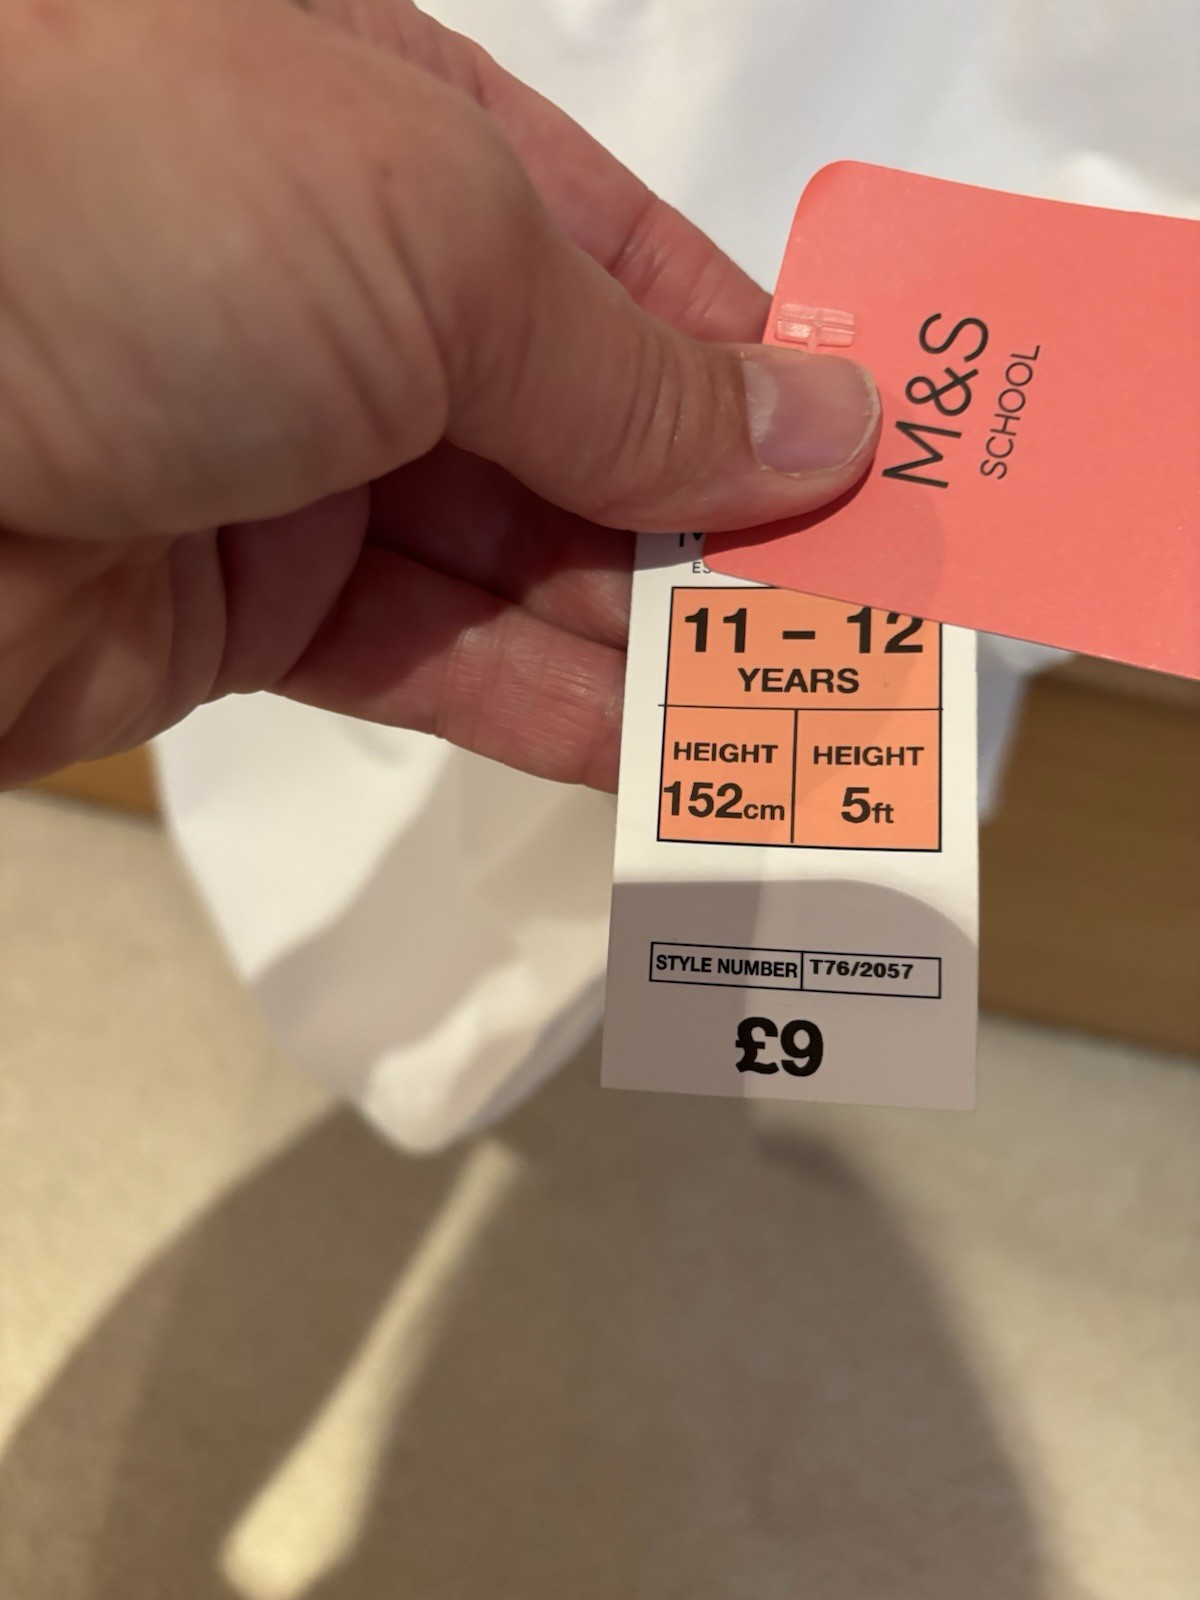 M&S
SCHOOL
11 – 12
YEARS
HEIGHT
152cm
HEIGHT
5ft
STYLE NUMBER T76/2057
£9